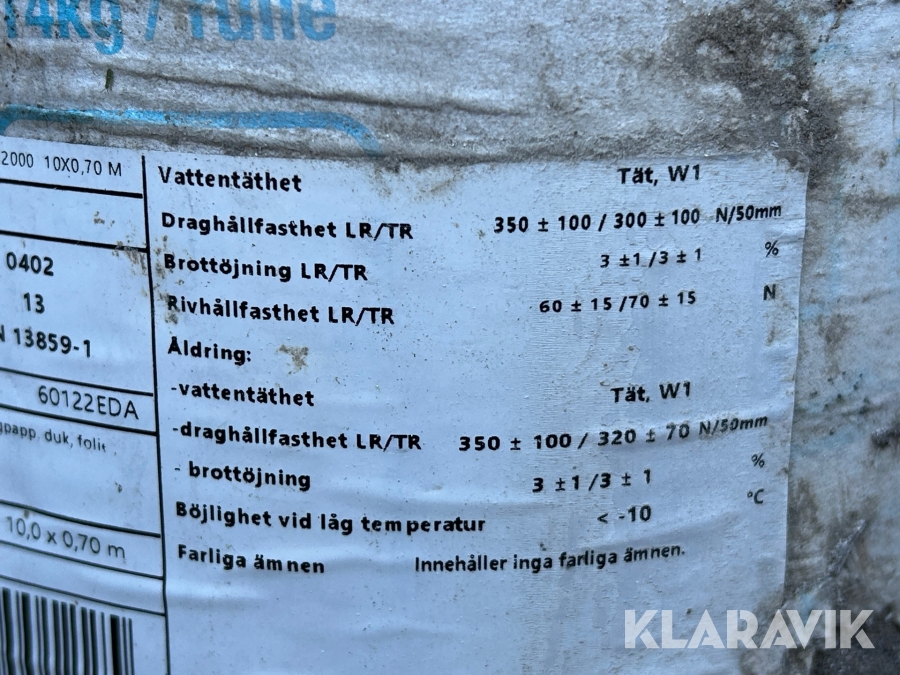 14kg / rulle
2000 10X0,70 M
0402
13
13859-1
60122EDA
duk, folie
10,0 x 0,70 m
Vattentäthet Tät, W1
Draghållfasthet LR/TR 350 ± 100 / 300 ± 100 N/50mm
Brottöjning LR/TR 3 ±1 /3 ± 1 %
Rivhållfasthet LR/TR 60 ± 15 /70 ± 15 N
Åldring:
-vattentäthet Tät, W1
-draghållfasthet LR/TR 350 ± 100 / 320 ± 70 N/50mm
- brottöjning 3 ±1 /3 ± 1 %
Böjlighet vid låg temperatur < -10 °C
Farliga ämnen Innehåller inga farliga ämnen.
KLARAVIK